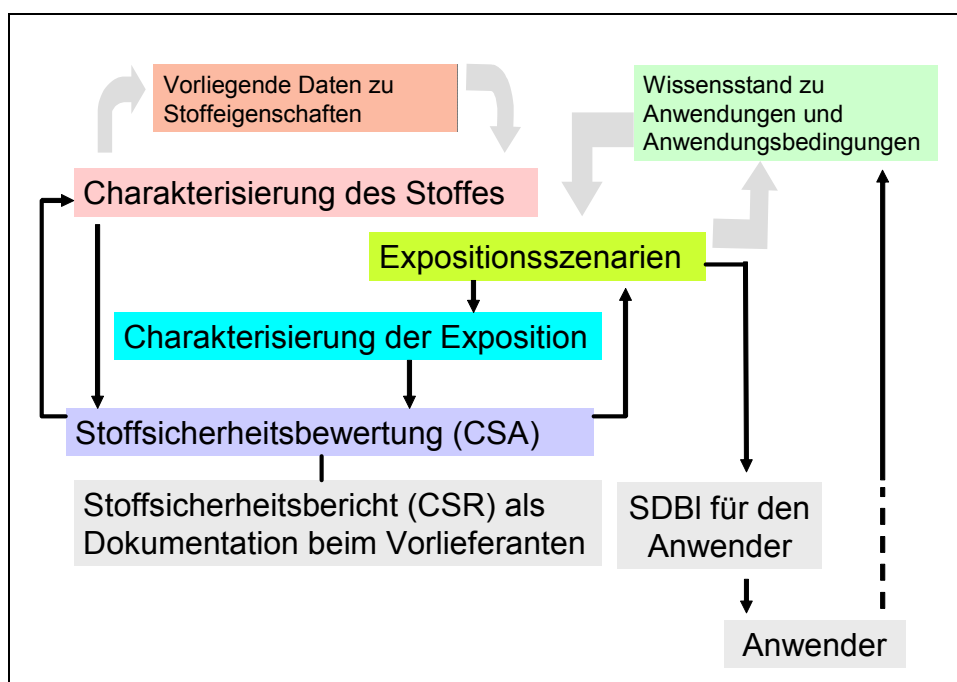 Vorliegende Daten zu
Stoffeigenschaften
Wissensstand zu
Anwendungen und
Anwendungsbedingungen
Charakterisierung des Stoffes
Expositionsszenarien
Charakterisierung der Exposition
Stoffsicherheitsbewertung (CSA)
Stoffsicherheitsbericht (CSR) als
Dokumentation beim Vorlieferanten
SDBl für den
Anwender
Anwender